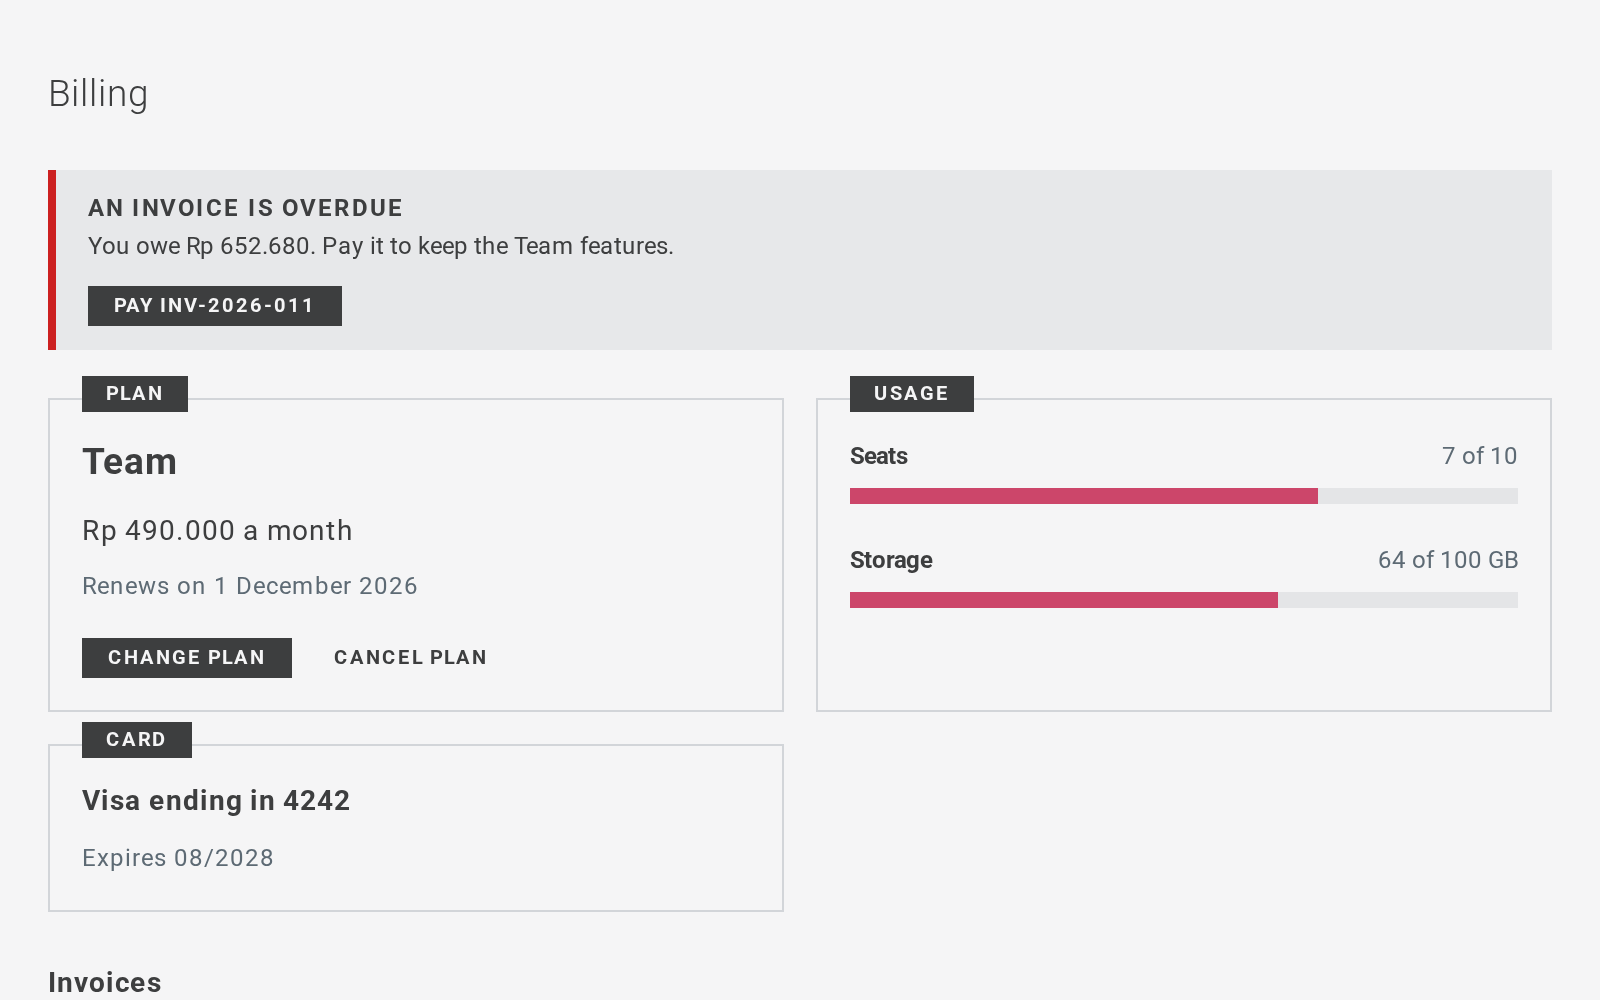 Billing
AN INVOICE IS OVERDUE
You owe Rp 652.680. Pay it to keep the Team features.
PAY INV-2026-011
PLAN
Team
Rp 490.000 a month
Renews on 1 December 2026
CHANGE PLAN CANCEL PLAN
USAGE
Seats 7 of 10
Storage 64 of 100 GB
CARD
Visa ending in 4242
Expires 08/2028
Invoices